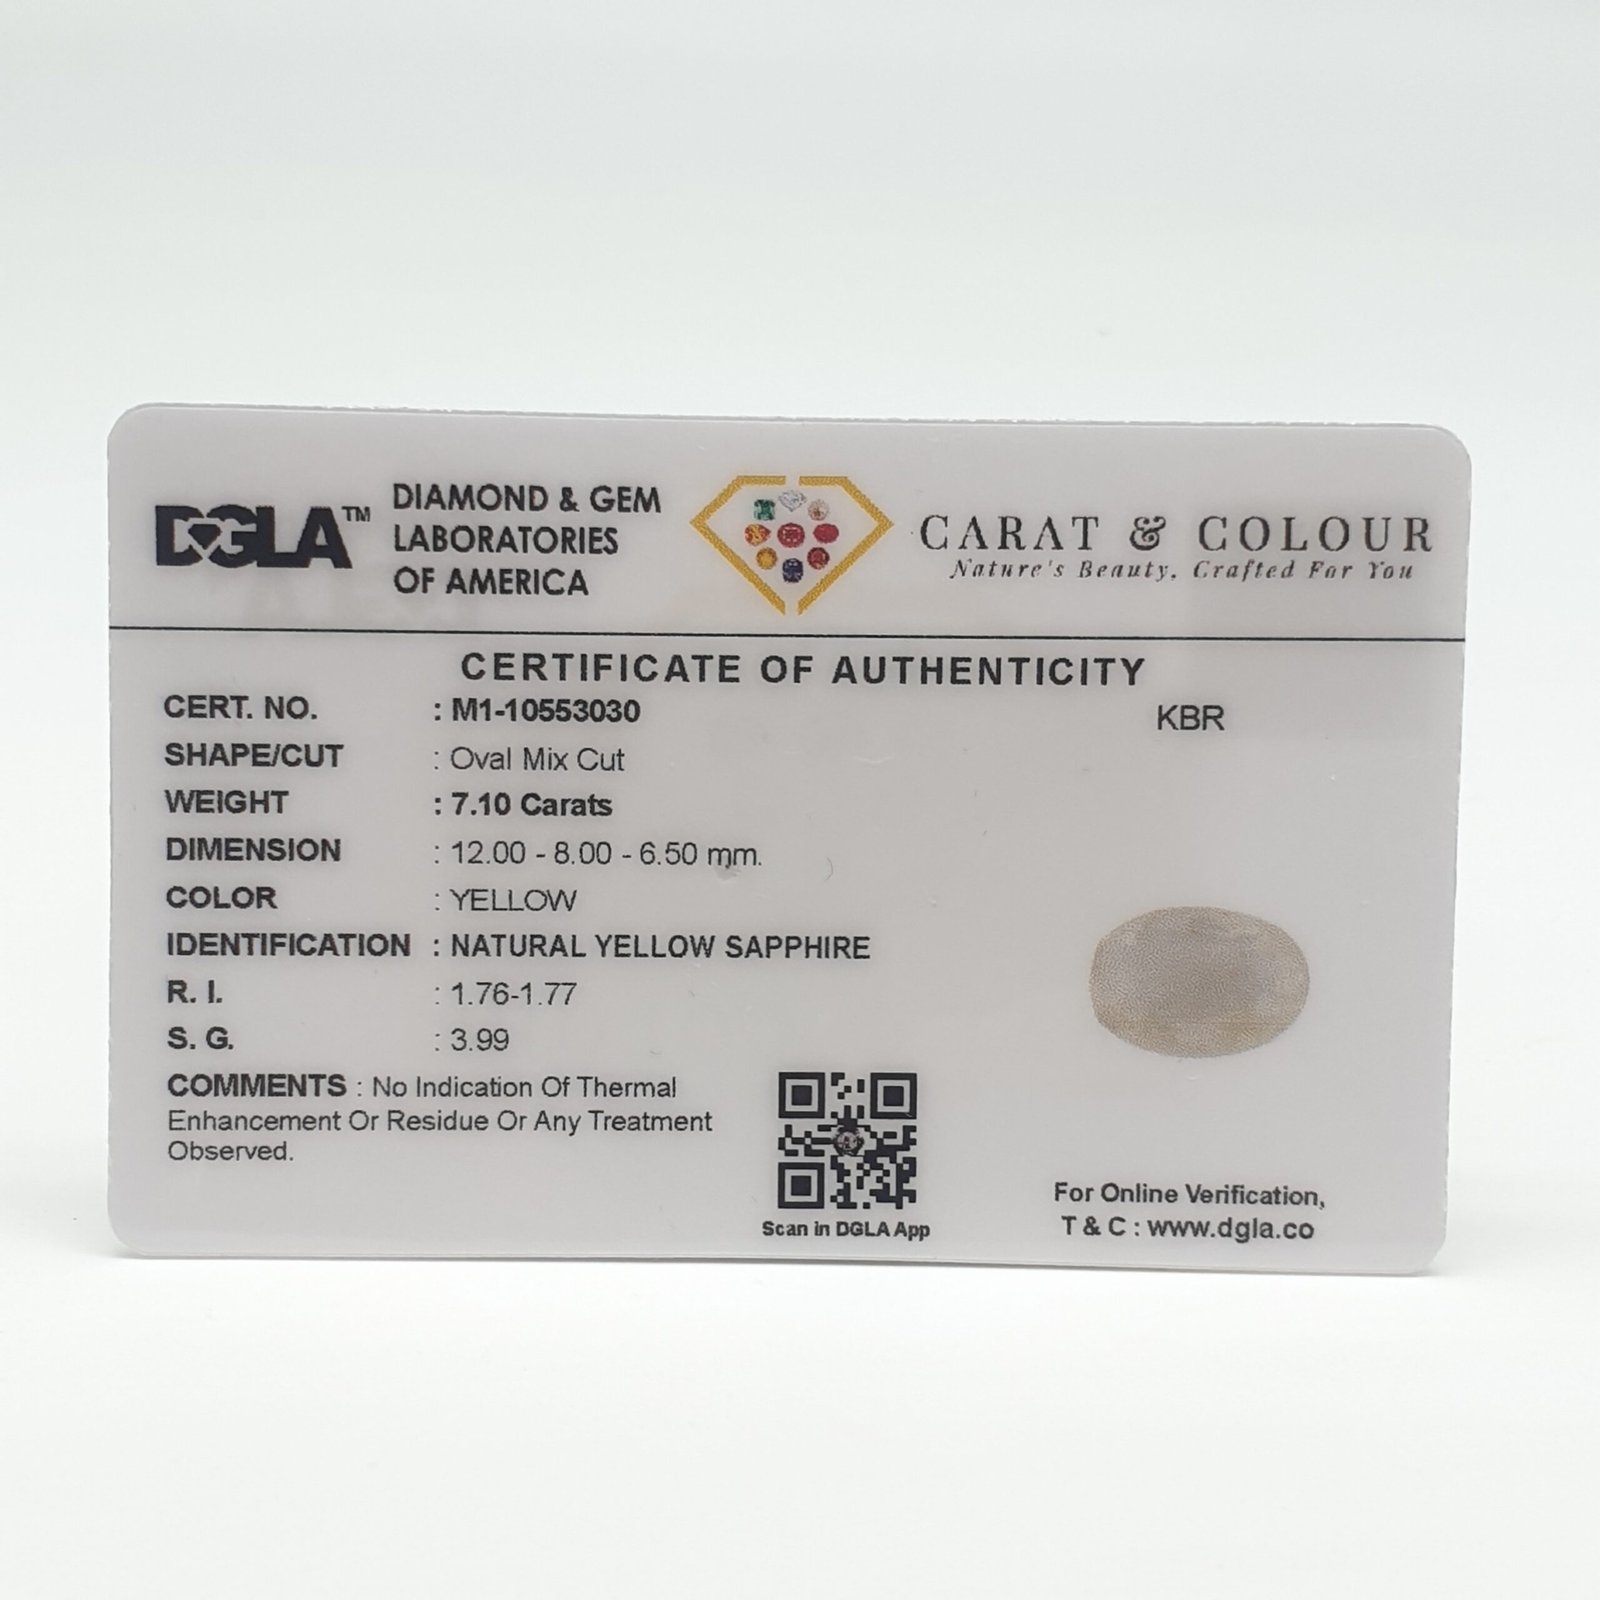 DGLA™
DIAMOND & GEM
LABORATORIES
OF AMERICA
CARAT & COLOUR
Nature's Beauty, Crafted For You
CERTIFICATE OF AUTHENTICITY
CERT. NO. : M1-10553030
KBR
SHAPE/CUT : Oval Mix Cut
WEIGHT : 7.10 Carats
DIMENSION : 12.00 - 8.00 - 6.50 mm.
COLOR : YELLOW
IDENTIFICATION : NATURAL YELLOW SAPPHIRE
R. I. : 1.76-1.77
S. G. : 3.99
COMMENTS : No Indication Of Thermal
Enhancement Or Residue Or Any Treatment
Observed.
Scan in DGLA App
For Online Verification,
T & C : www.dgla.co